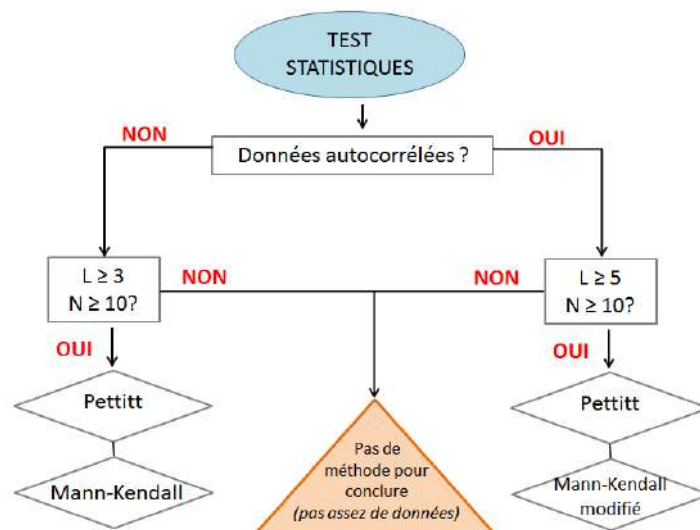 TEST
STATISTIQUES
NON
Données autocorrélées ?
OUI
L ≥ 3
N ≥ 10?
NON
NON
L ≥ 5
N ≥ 10?
OUI
OUI
Pettitt
Mann-Kendall
Pas de
méthode pour
conclure
(pas assez de données)
Pettitt
Mann-Kendall
modifié